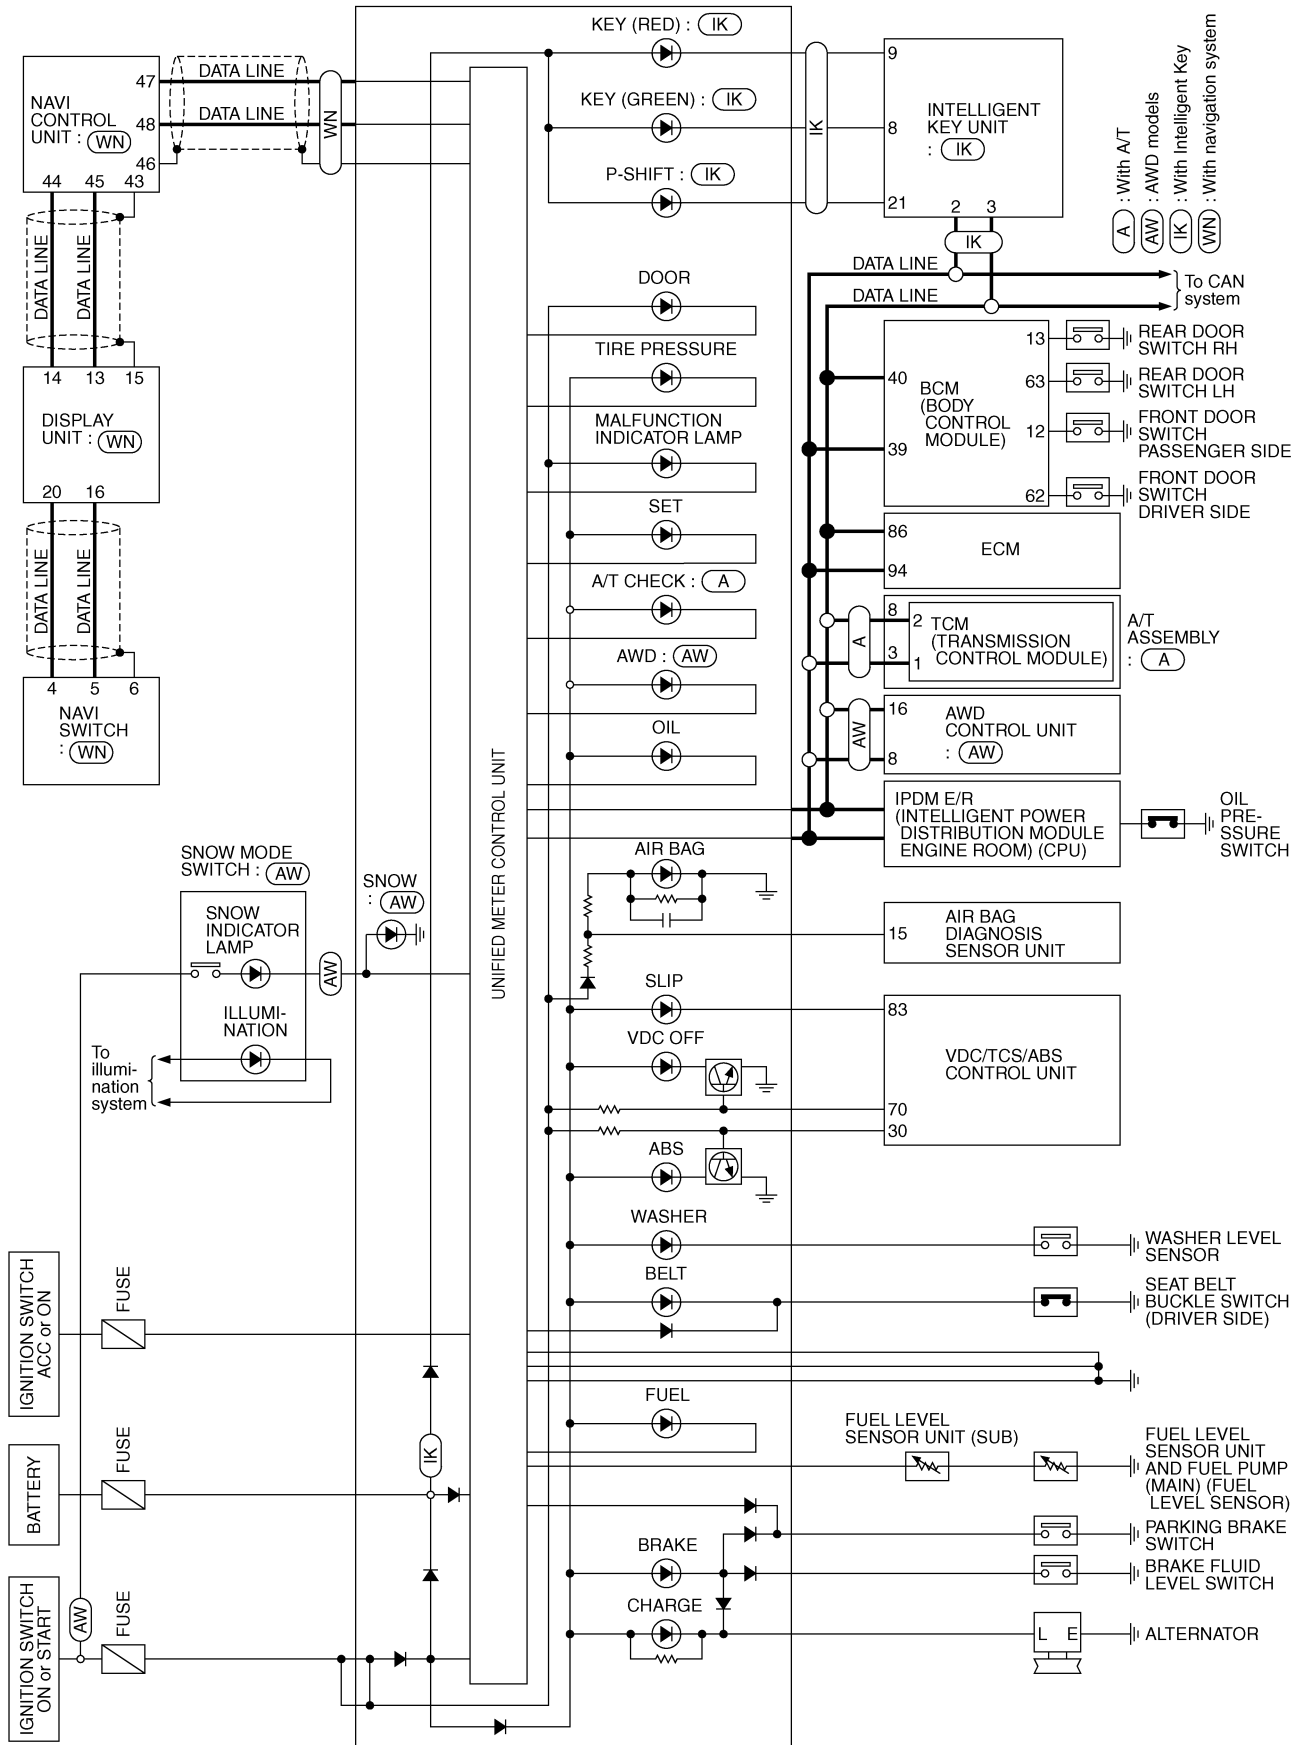 KEY (RED) : IK
KEY (GREEN) : IK
P-SHIFT : IK
IK
9
8
21
2
3
INTELLIGENT
KEY UNIT
: IK
IK
A : With A/T
AW : AWD models
IK : With Intelligent Key
WN : With navigation system
47
48
46
44
45
43
NAVI
CONTROL
UNIT : WN
DATA LINE
DATA LINE
WN
DATA LINE
DATA LINE
14
13
15
DISPLAY
UNIT : WN
20
16
DATA LINE
DATA LINE
4
5
6
NAVI
SWITCH
: WN
DATA LINE
DATA LINE
To CAN
system
DOOR
TIRE PRESSURE
MALFUNCTION
INDICATOR LAMP
SET
A/T CHECK : A
AWD : AW
OIL
UNIFIED METER CONTROL UNIT
40
39
13
63
12
62
BCM
(BODY
CONTROL
MODULE)
REAR DOOR
SWITCH RH
REAR DOOR
SWITCH LH
FRONT DOOR
SWITCH
PASSENGER SIDE
FRONT DOOR
SWITCH
DRIVER SIDE
86
94
ECM
A
8
3
2
1
TCM
(TRANSMISSION
CONTROL MODULE)
A/T
ASSEMBLY
: A
AW
16
8
AWD
CONTROL UNIT
: AW
IPDM E/R
(INTELLIGENT POWER
DISTRIBUTION MODULE
ENGINE ROOM) (CPU)
OIL
PRE-
SSURE
SWITCH
SNOW MODE
SWITCH : AW
SNOW
INDICATOR
LAMP
ILLUMI-
NATION
To
illumi-
nation
system
SNOW
: AW
AW
AIR BAG
15
AIR BAG
DIAGNOSIS
SENSOR UNIT
SLIP
VDC OFF
ABS
83
70
30
VDC/TCS/ABS
CONTROL UNIT
WASHER
WASHER LEVEL
SENSOR
BELT
SEAT BELT
BUCKLE SWITCH
(DRIVER SIDE)
IGNITION SWITCH
ACC or ON
FUSE
BATTERY
FUSE
IK
IGNITION SWITCH
ON or START
AW
FUSE
FUEL
FUEL LEVEL
SENSOR UNIT (SUB)
FUEL LEVEL
SENSOR UNIT
AND FUEL PUMP
(MAIN) (FUEL
LEVEL SENSOR)
PARKING BRAKE
SWITCH
BRAKE
BRAKE FLUID
LEVEL SWITCH
CHARGE
L E
ALTERNATOR